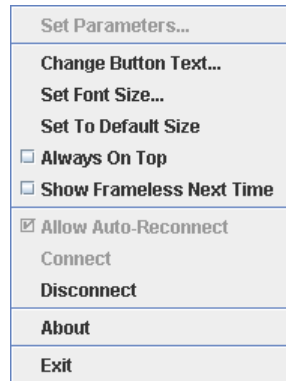 Set Parameters...
Change Button Text...
Set Font Size...
Set To Default Size
Always On Top
Show Frameless Next Time
Allow Auto-Reconnect
Connect
Disconnect
About
Exit